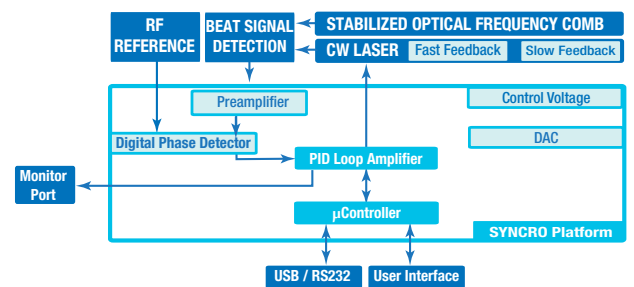 RF
REFERENCE
BEAT SIGNAL
DETECTION
STABILIZED OPTICAL FREQUENCY COMB
CW LASER
Fast Feedback
Slow Feedback
Preamplifier
Control Voltage
Digital Phase Detector
DAC
PID Loop Amplifier
Monitor
Port
µController
SYNCRO Platform
USB / RS232
User Interface